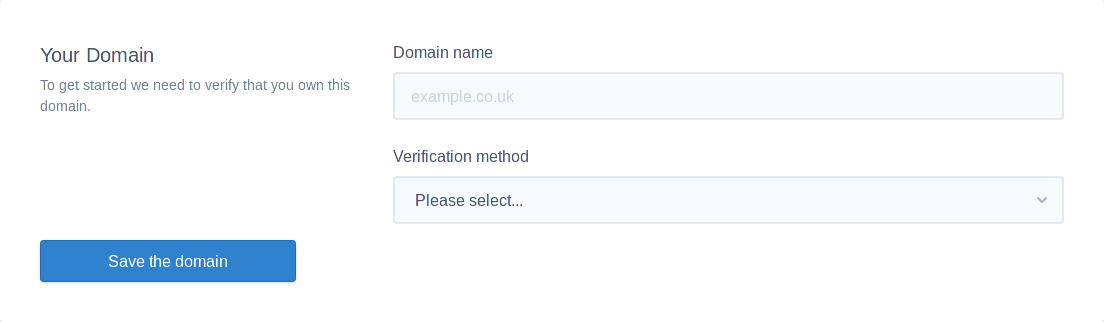 Your Domain
To get started we need to verify that you own this
domain.
Domain name
example.co.uk
Verification method
Please select...
Save the domain